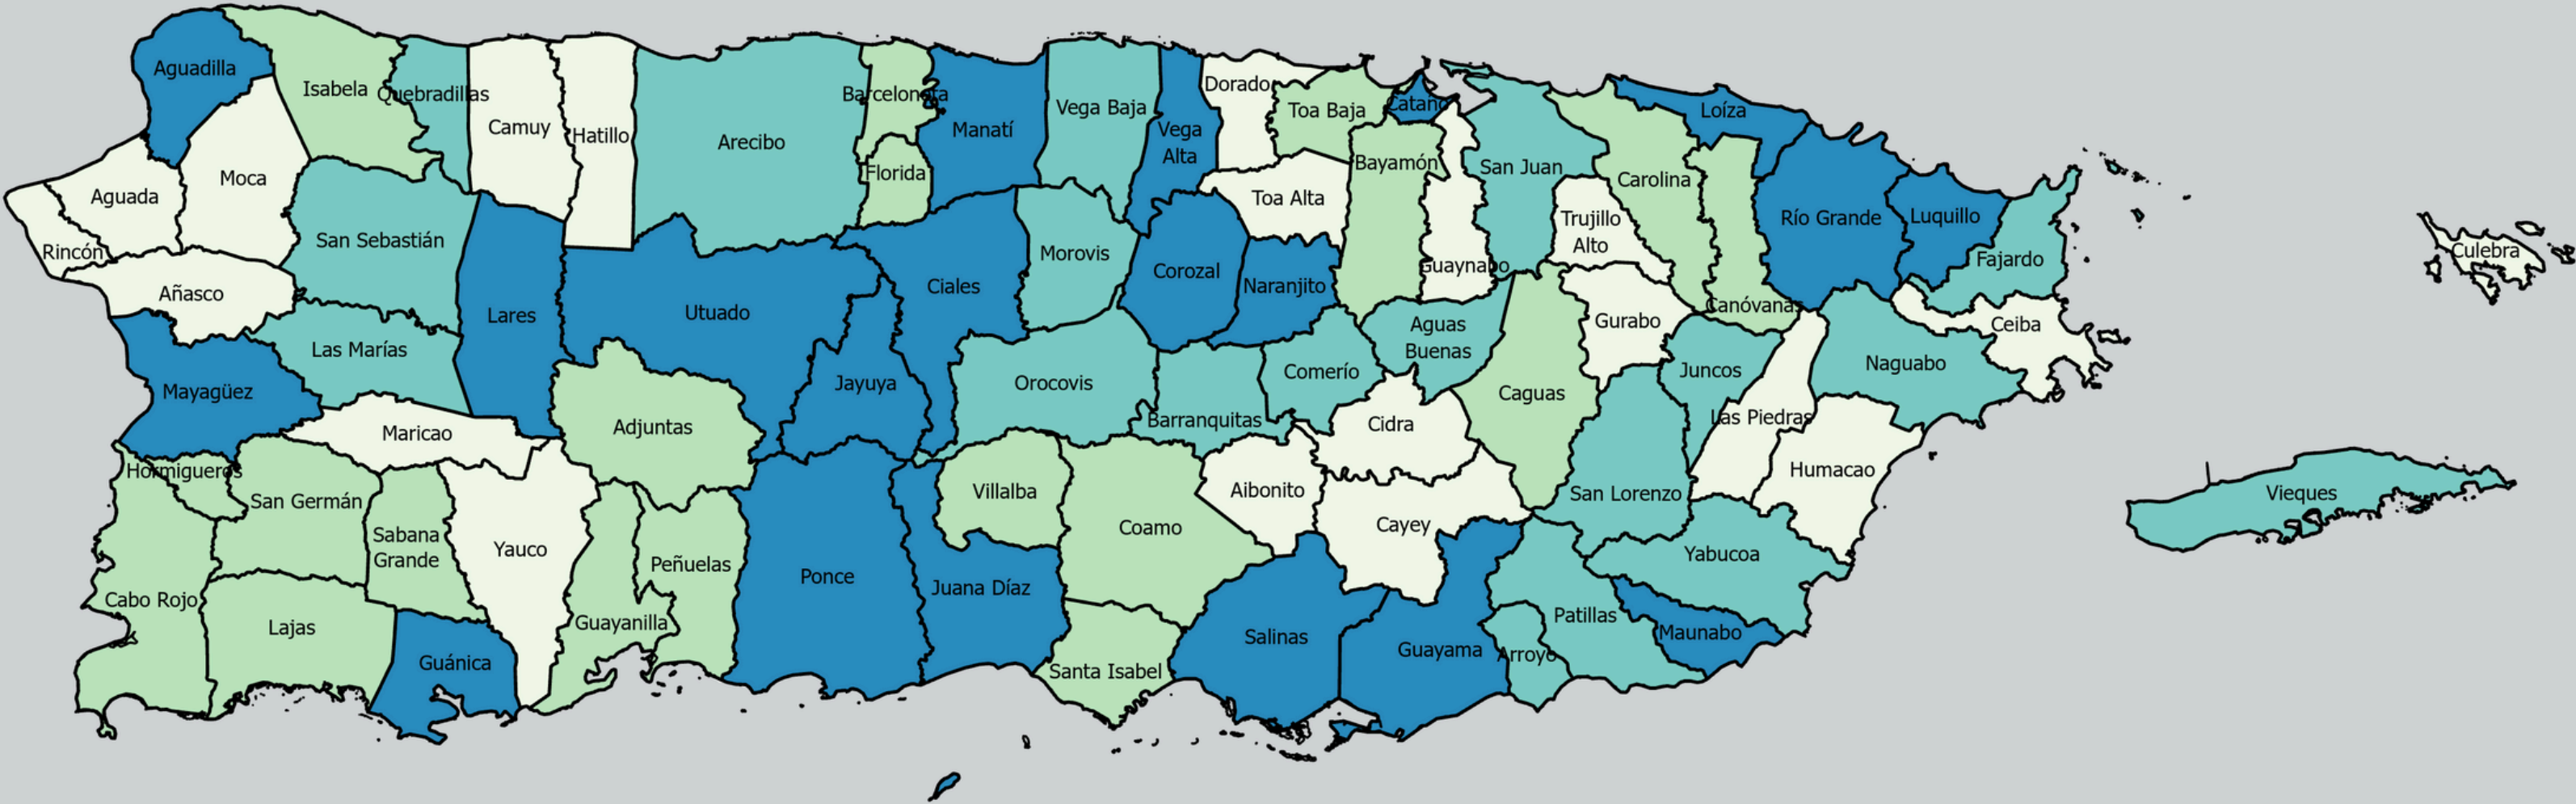 Aguadilla
Isabela
Quebradillas
Camuy
Hatillo
Arecibo
Barceloneta
Florida
Manatí
Vega Baja
Vega
Alta
Dorado
Toa Baja
Cataño
Bayamón
San Juan
Carolina
Loíza
Río Grande
Luquillo
Fajardo
Culebra
Moca
Aguada
Rincón
Añasco
San Sebastián
Lares
Utuado
Ciales
Morovis
Corozal
Toa Alta
Naranjito
Guaynabo
Trujillo
Alto
Canóvanas
Ceiba
Naguabo
Las Marías
Mayagüez
Maricao
Adjuntas
Jayuya
Orocovis
Barranquitas
Comerío
Aguas
Buenas
Cidra
Caguas
Gurabo
Juncos
Las Piedras
Humacao
Vieques
Hormigueros
San Germán
Sabana
Grande
Yauco
Guayanilla
Peñuelas
Ponce
Villalba
Juana Díaz
Coamo
Aibonito
Cayey
San Lorenzo
Yabucoa
Cabo Rojo
Lajas
Guánica
Santa Isabel
Salinas
Guayama
Arroyo
Patillas
Maunabo